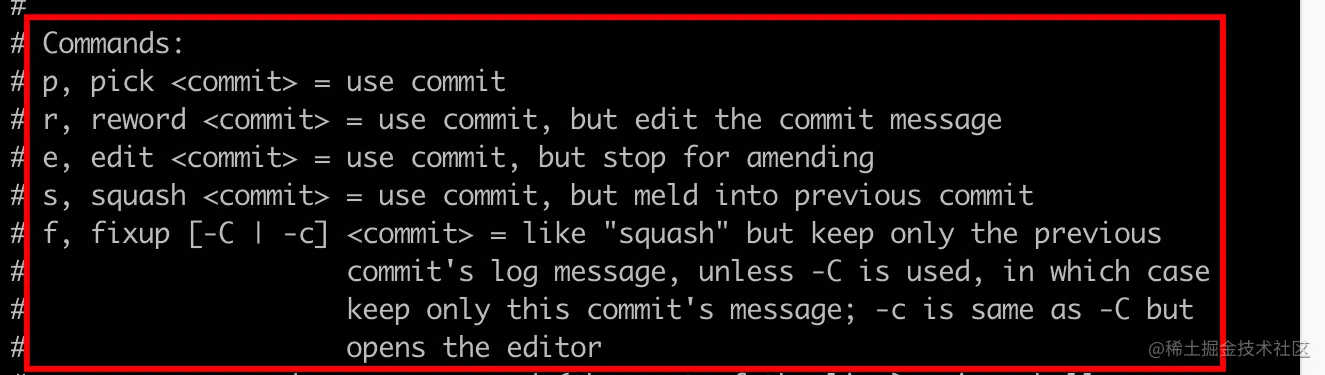 #
# Commands:
# p, pick <commit> = use commit
# r, reword <commit> = use commit, but edit the commit message
# e, edit <commit> = use commit, but stop for amending
# s, squash <commit> = use commit, but meld into previous commit
# f, fixup [-C | -c] <commit> = like "squash" but keep only the previous
# commit's log message, unless -C is used, in which case
# keep only this commit's message; -c is same as -C but
# opens the editor
@稀土掘金技术社区